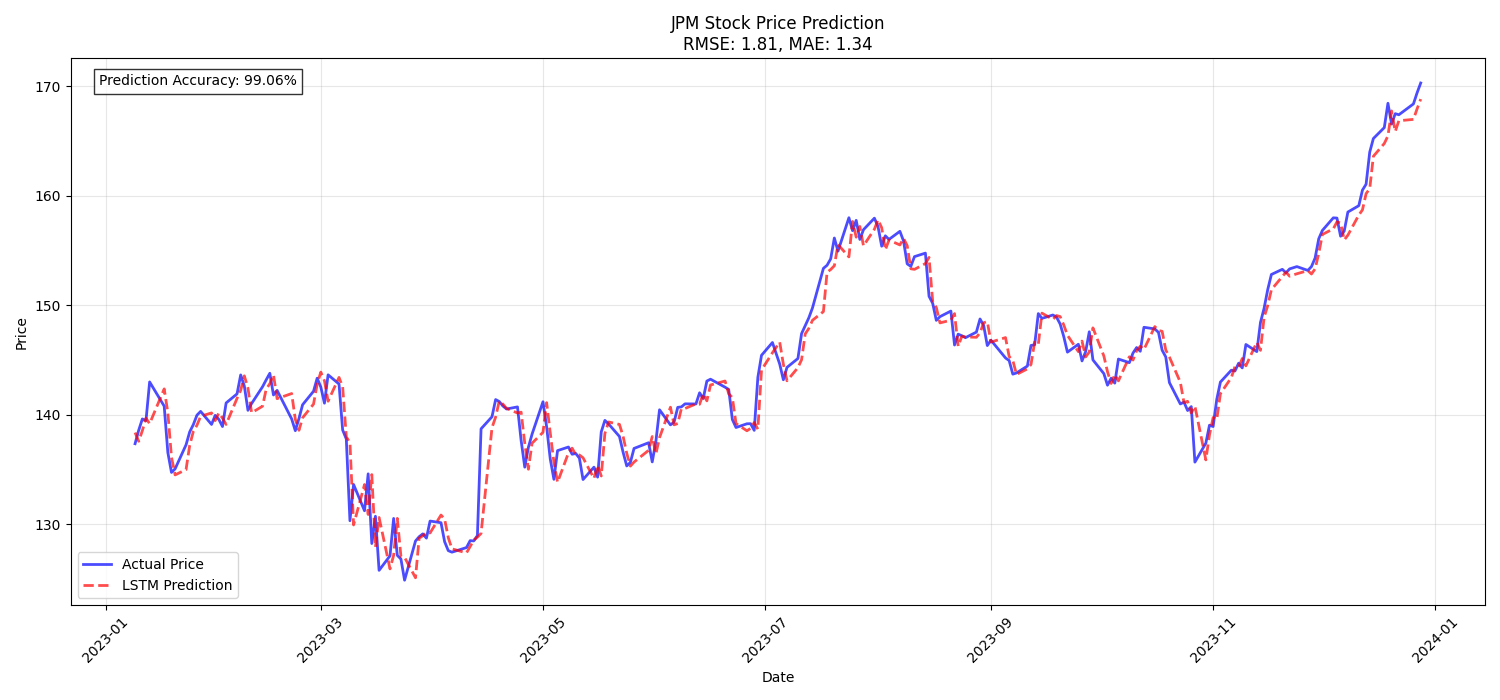 JPM Stock Price Prediction
RMSE: 1.81, MAE: 1.34
Prediction Accuracy: 99.06%
170
160
150
140
130
Price
Actual Price
LSTM Prediction
2023-01
2023-03
2023-05
2023-07
2023-09
2023-11
2024-01
Date